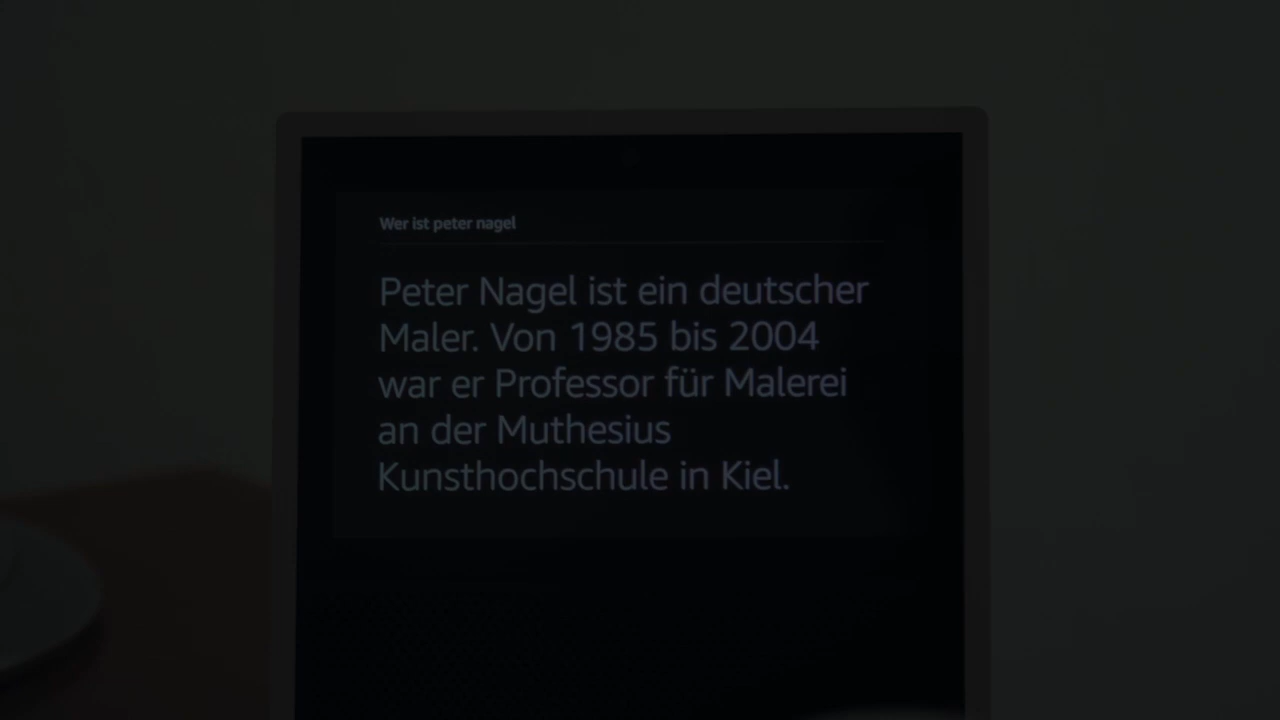 Wer ist peter nagel
Peter Nagel ist ein deutscher
Maler. Von 1985 bis 2004
war er Professor für Malerei
an der Muthesius
Kunsthochschule in Kiel.